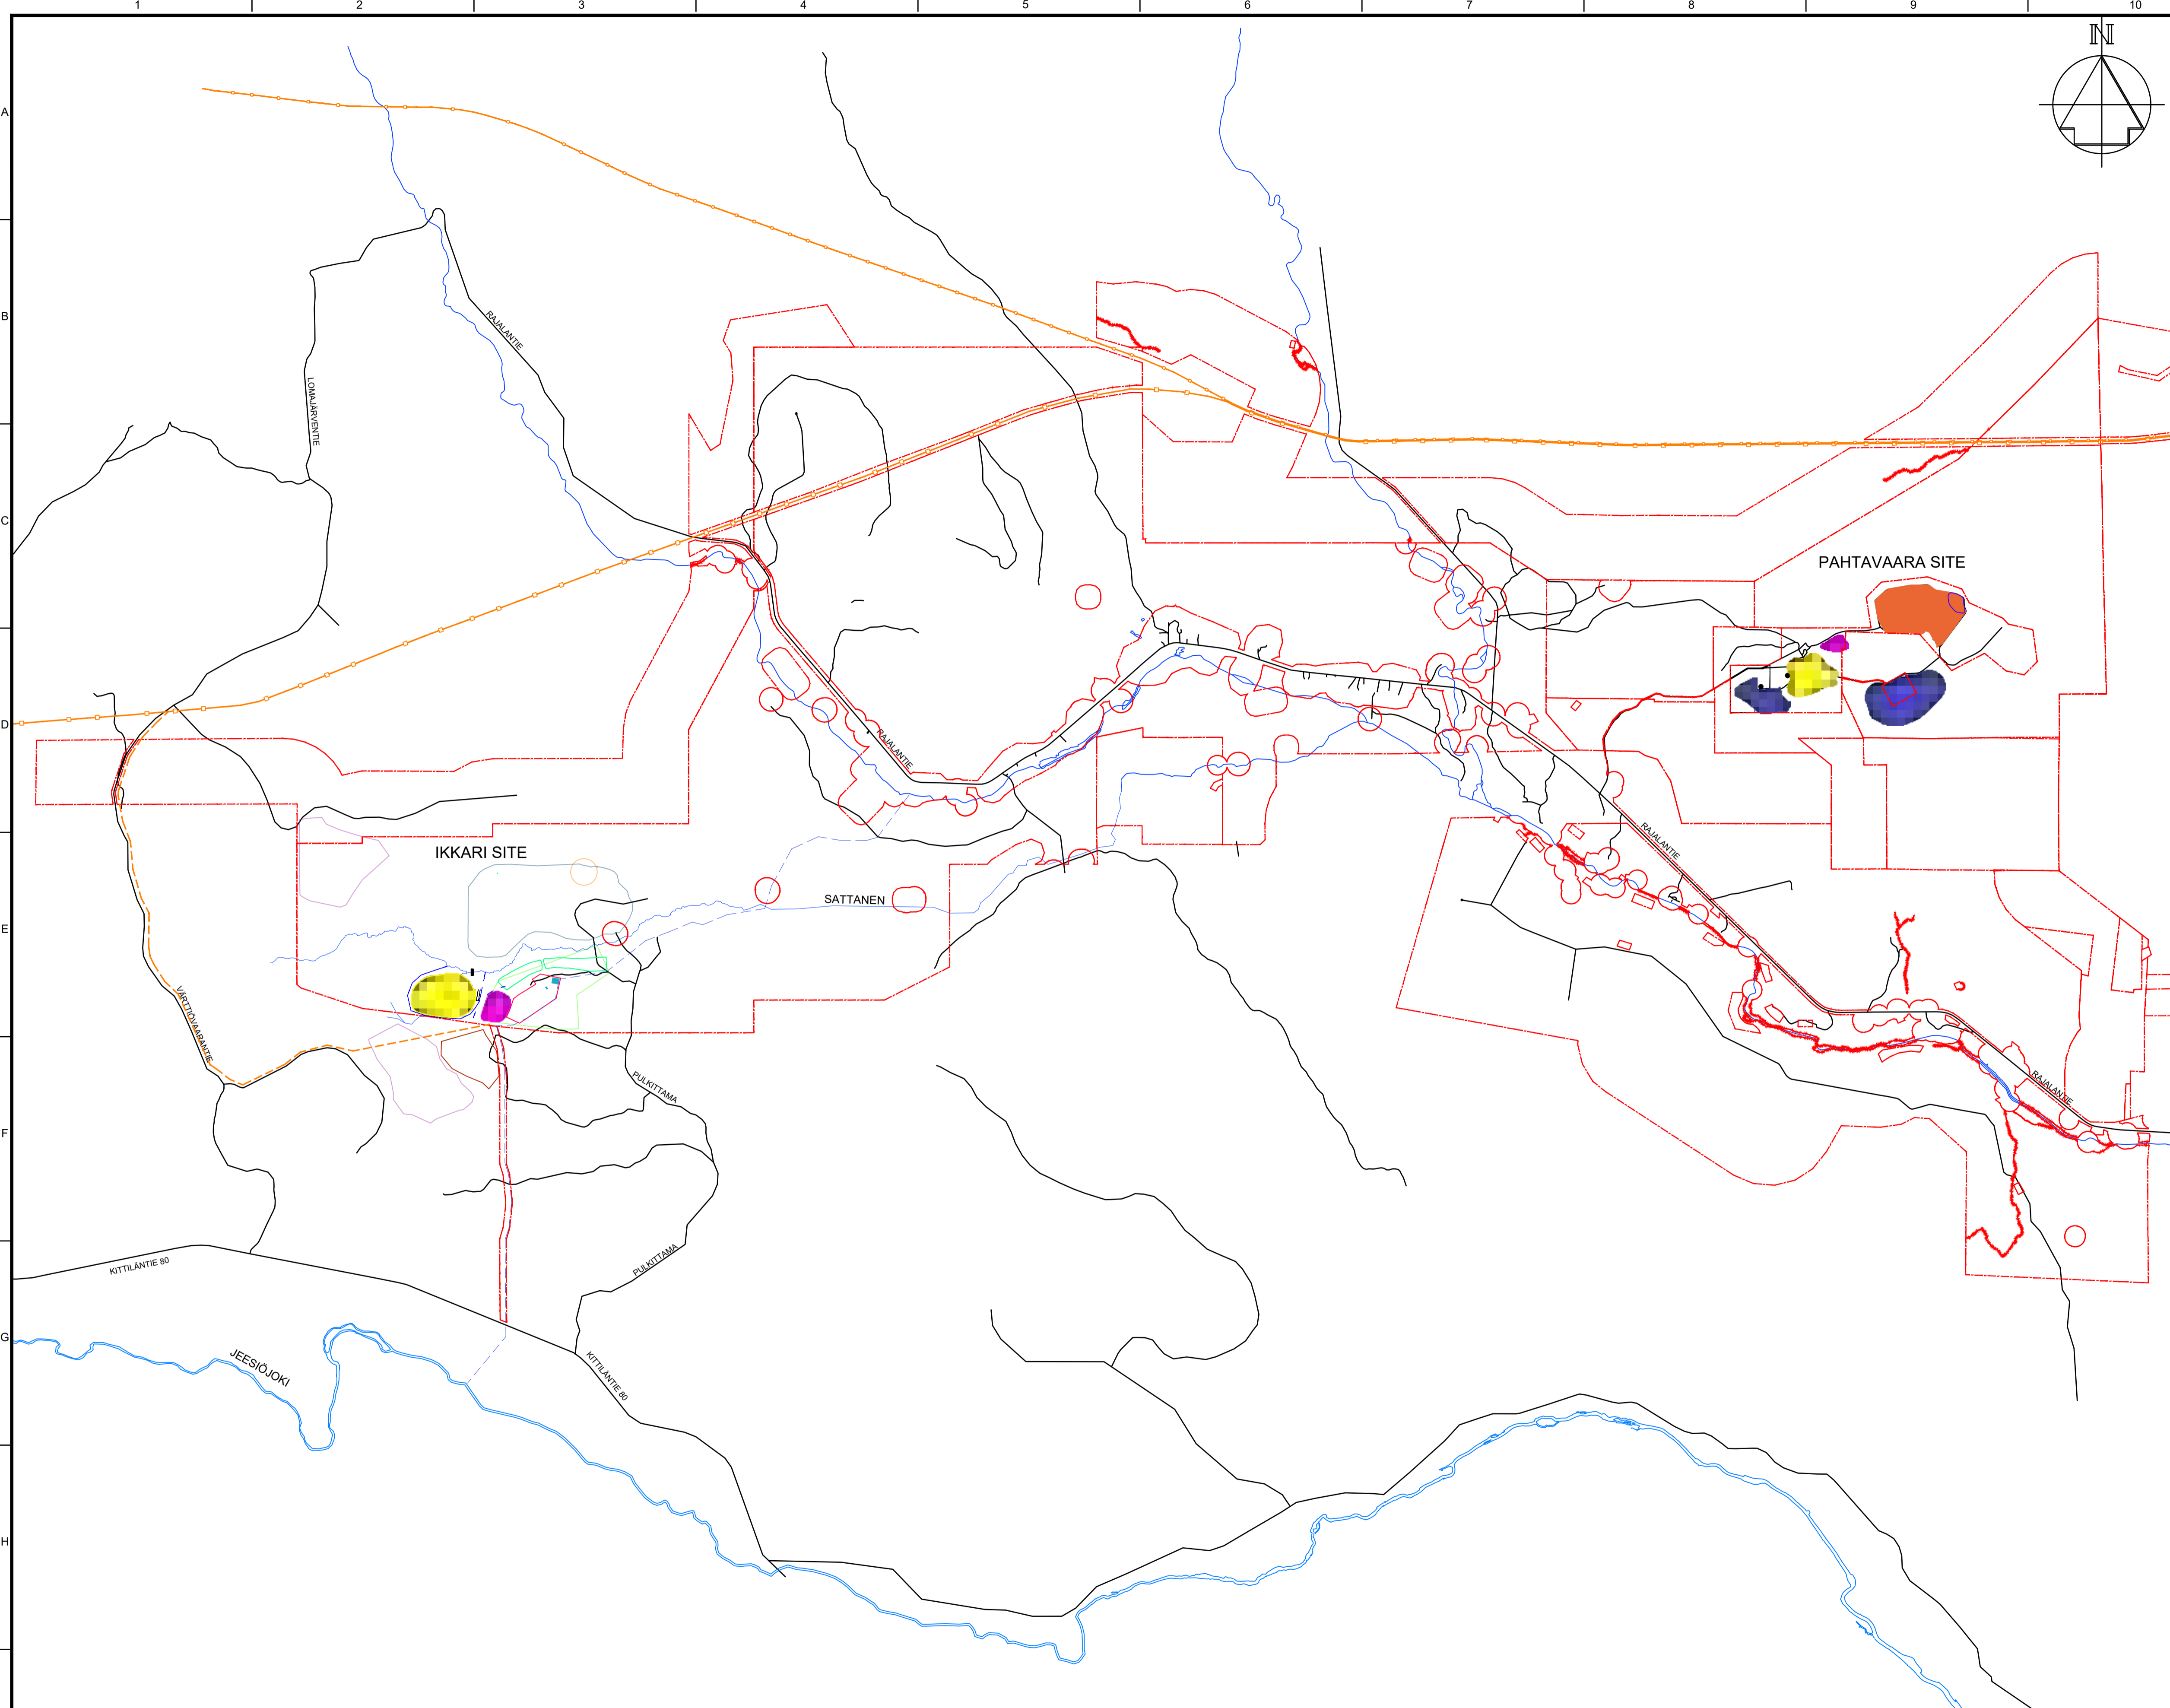 1 2 3 4 5 6 7 8 9 10
N
A
B
RAJALANTIE
LOMAJÄRVENTIE
C
PAHTAVAARA SITE
D
RAJALANTIE
RAJALANTIE
IKKARI SITE
SATTANEN
E
VÄRTTIÖVAARANTIE
PULKITTAMA
RAJALANTIE
F
PULKITTAMA
KITTILÄNTIE 80
G
JEESIÖJOKI
KITTILÄNTIE 80
H